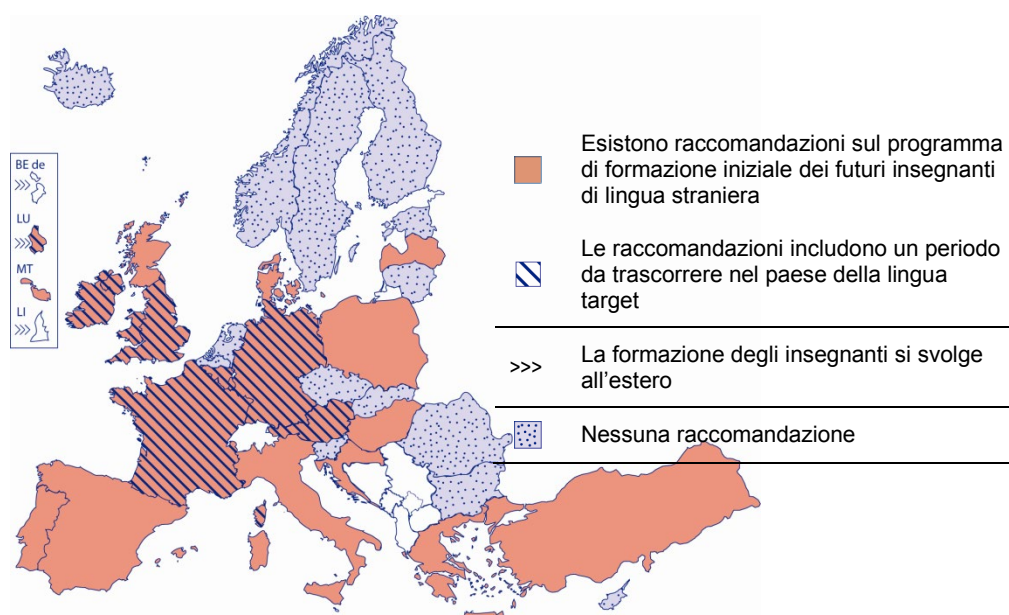 BE de
>>>
LU
>>>
MT
LI
>>>
Esistono raccomandazioni sul programma
di formazione iniziale dei futuri insegnanti
di lingua straniera
Le raccomandazioni includono un periodo
da trascorrere nel paese della lingua
target
>>> La formazione degli insegnanti si svolge
all’estero
Nessuna raccomandazione